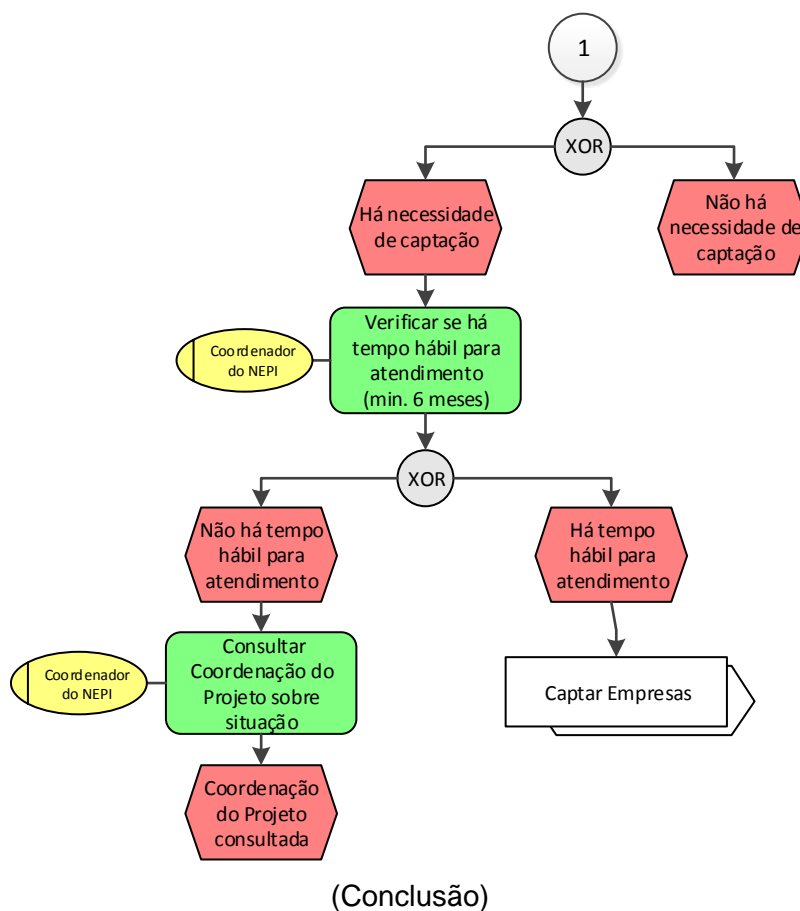 1
XOR
Há necessidade
de captação
Não há
necessidade de
captação
Verificar se há
tempo hábil para
atendimento
(min. 6 meses)
Coordenador
do NEPI
XOR
Não há tempo
hábil para
atendimento
Há tempo
hábil para
atendimento
Consultar
Coordenação do
Projeto sobre
situação
Coordenador
do NEPI
Captar Empresas
Coordenação
do Projeto
consultada
(Conclusão)